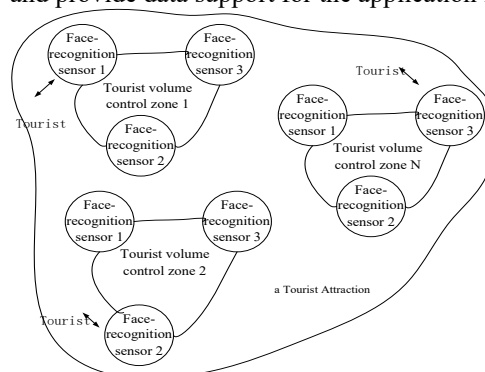 and provide data support for the application
Face-
recognition
sensor 1
Face-
recognition
sensor 3
Tourist volume
control zone 1
Face-
recognition
sensor 2
Tourist
Tourist
Face-
recognition
sensor 1
Face-
recognition
sensor 3
Tourist volume
control zone N
Face-
recognition
sensor 2
Face-
recognition
sensor 1
Face-
recognition
sensor 3
Tourist volume
control zone 2
Face-
recognition
sensor 2
Tourist
a Tourist Attraction